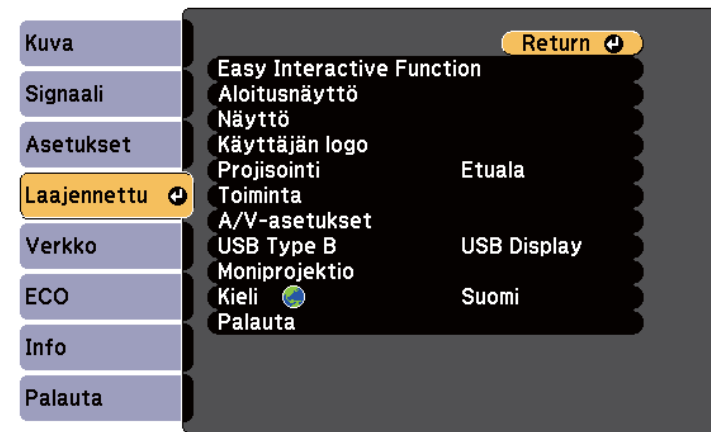 Kuva
Signaali
Asetukset
Laajennettu
Verkko
ECO
Info
Palauta
Return
Easy Interactive Function
Aloitusnäyttö
Näyttö
Käyttäjän logo
Projisointi Etuala
Toiminta
A/V-asetukset
USB Type B USB Display
Moniprojektio
Kieli Suomi
Palauta